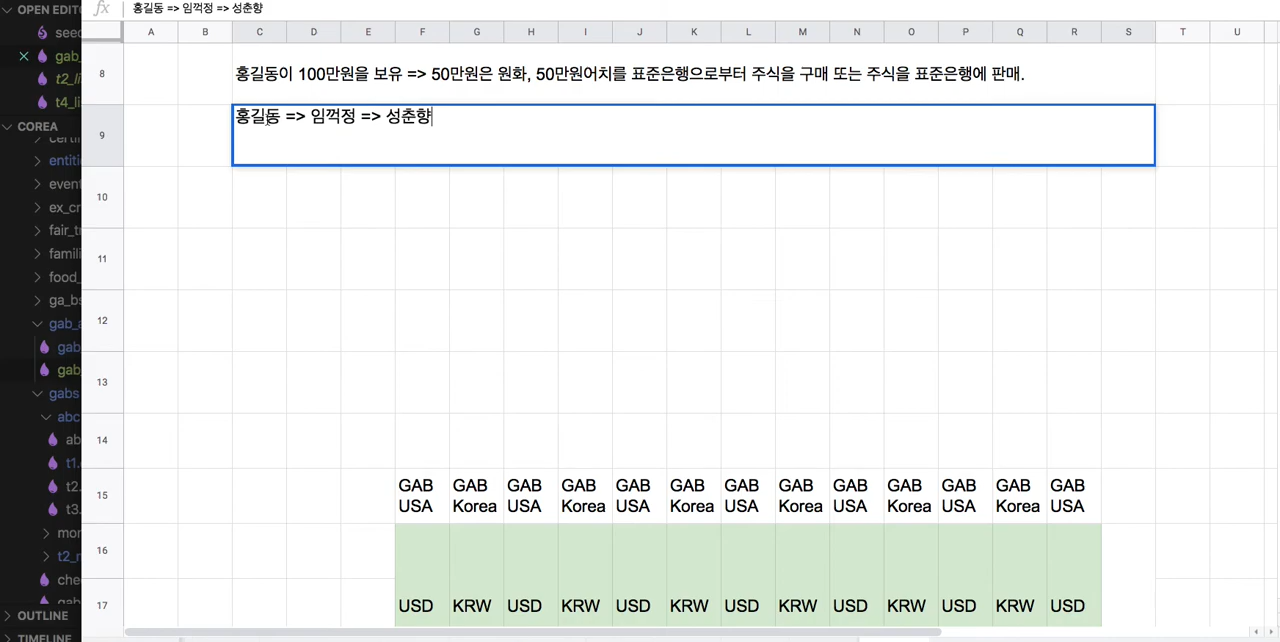 OPEN EDITO
fx 홍길동 => 임꺽정 => 성춘향
A B C D E F G H I J K L M N O P Q R S T U
seed
gab_
t2_li
t4_li
COREA
entitie
event
ex_cr
fair_t
famili
food_
ga_bs
gab_a
gab
gab_
gabs
abc
ab
t1.
t2.
t3.
mor
t2_m
che
gab
OUTLINE
TIMELINE
8 홍길동이 100만원을 보유 => 50만원은 원화, 50만원어치를 표준은행으로부터 주식을 구매 또는 주식을 표준은행에 판매.
9 홍길동 => 임꺽정 => 성춘향
10
11
12
13
14
15 GAB USA GAB Korea GAB USA GAB Korea GAB USA GAB Korea GAB USA GAB Korea GAB USA GAB Korea GAB USA GAB Korea GAB USA
16
17 USD KRW USD KRW USD KRW USD KRW USD KRW USD KRW USD